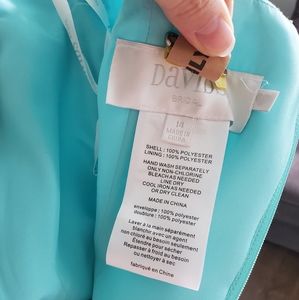 David's
BRIDAL
14
MADE IN
CHINA
SHELL : 100% POLYESTER
LINING : 100% POLYESTER
HAND WASH SEPARATELY
ONLY NON-CHLORINE
BLEACH AS NEEDED
LINE DRY
COOL IRON AS NEEDED
OR DRY CLEAN
MADE IN CHINA
enveloppe : 100% polyester
doublure : 100% polyester
Laver à la main séparément
blanchir avec un agent
non chloré au besoin seulement
Étendre pour sécher
Repasser à froid au besoin
ou nettoyer à sec
fabriqué en Chine